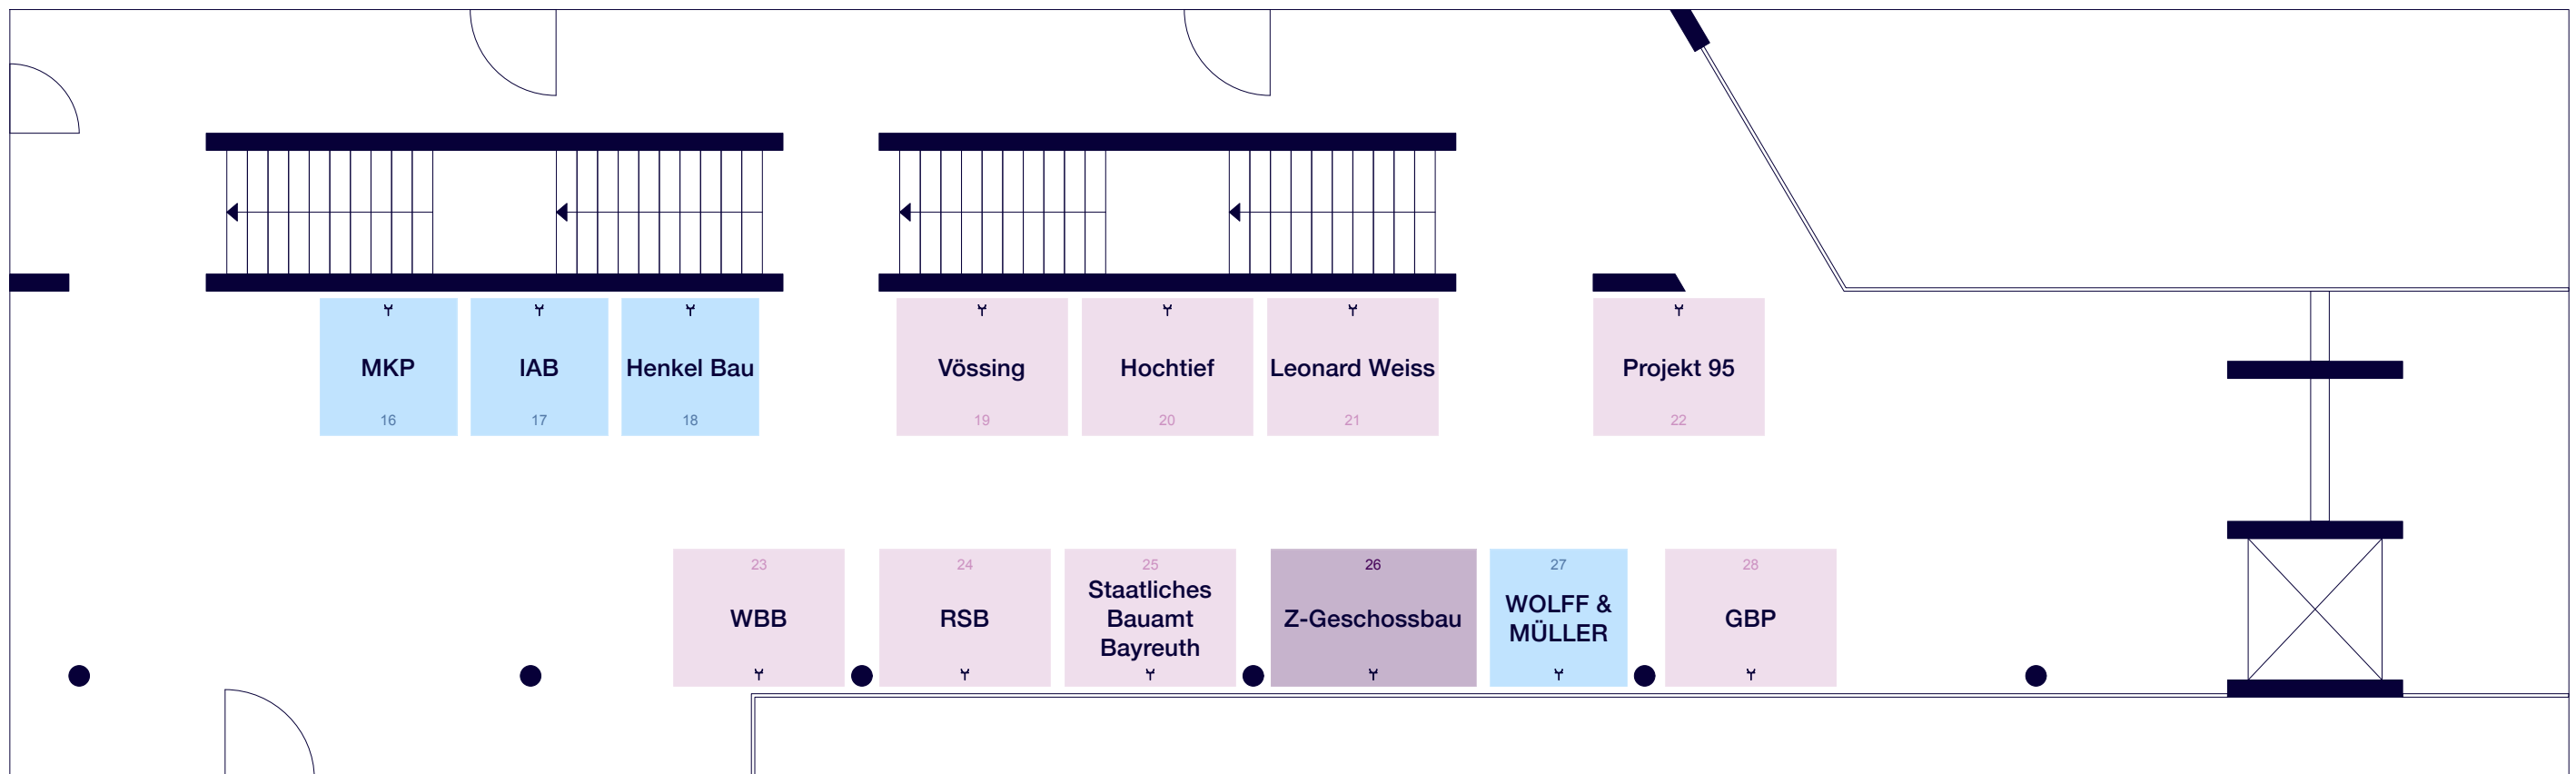 MKP
16
IAB
17
Henkel Bau
18
Vössing
19
Hochtief
20
Leonard Weiss
21
Projekt 95
22
23
WBB
24
RSB
25
Staatliches
Bauamt
Bayreuth
26
Z-Geschossbau
27
WOLFF &
MÜLLER
28
GBP